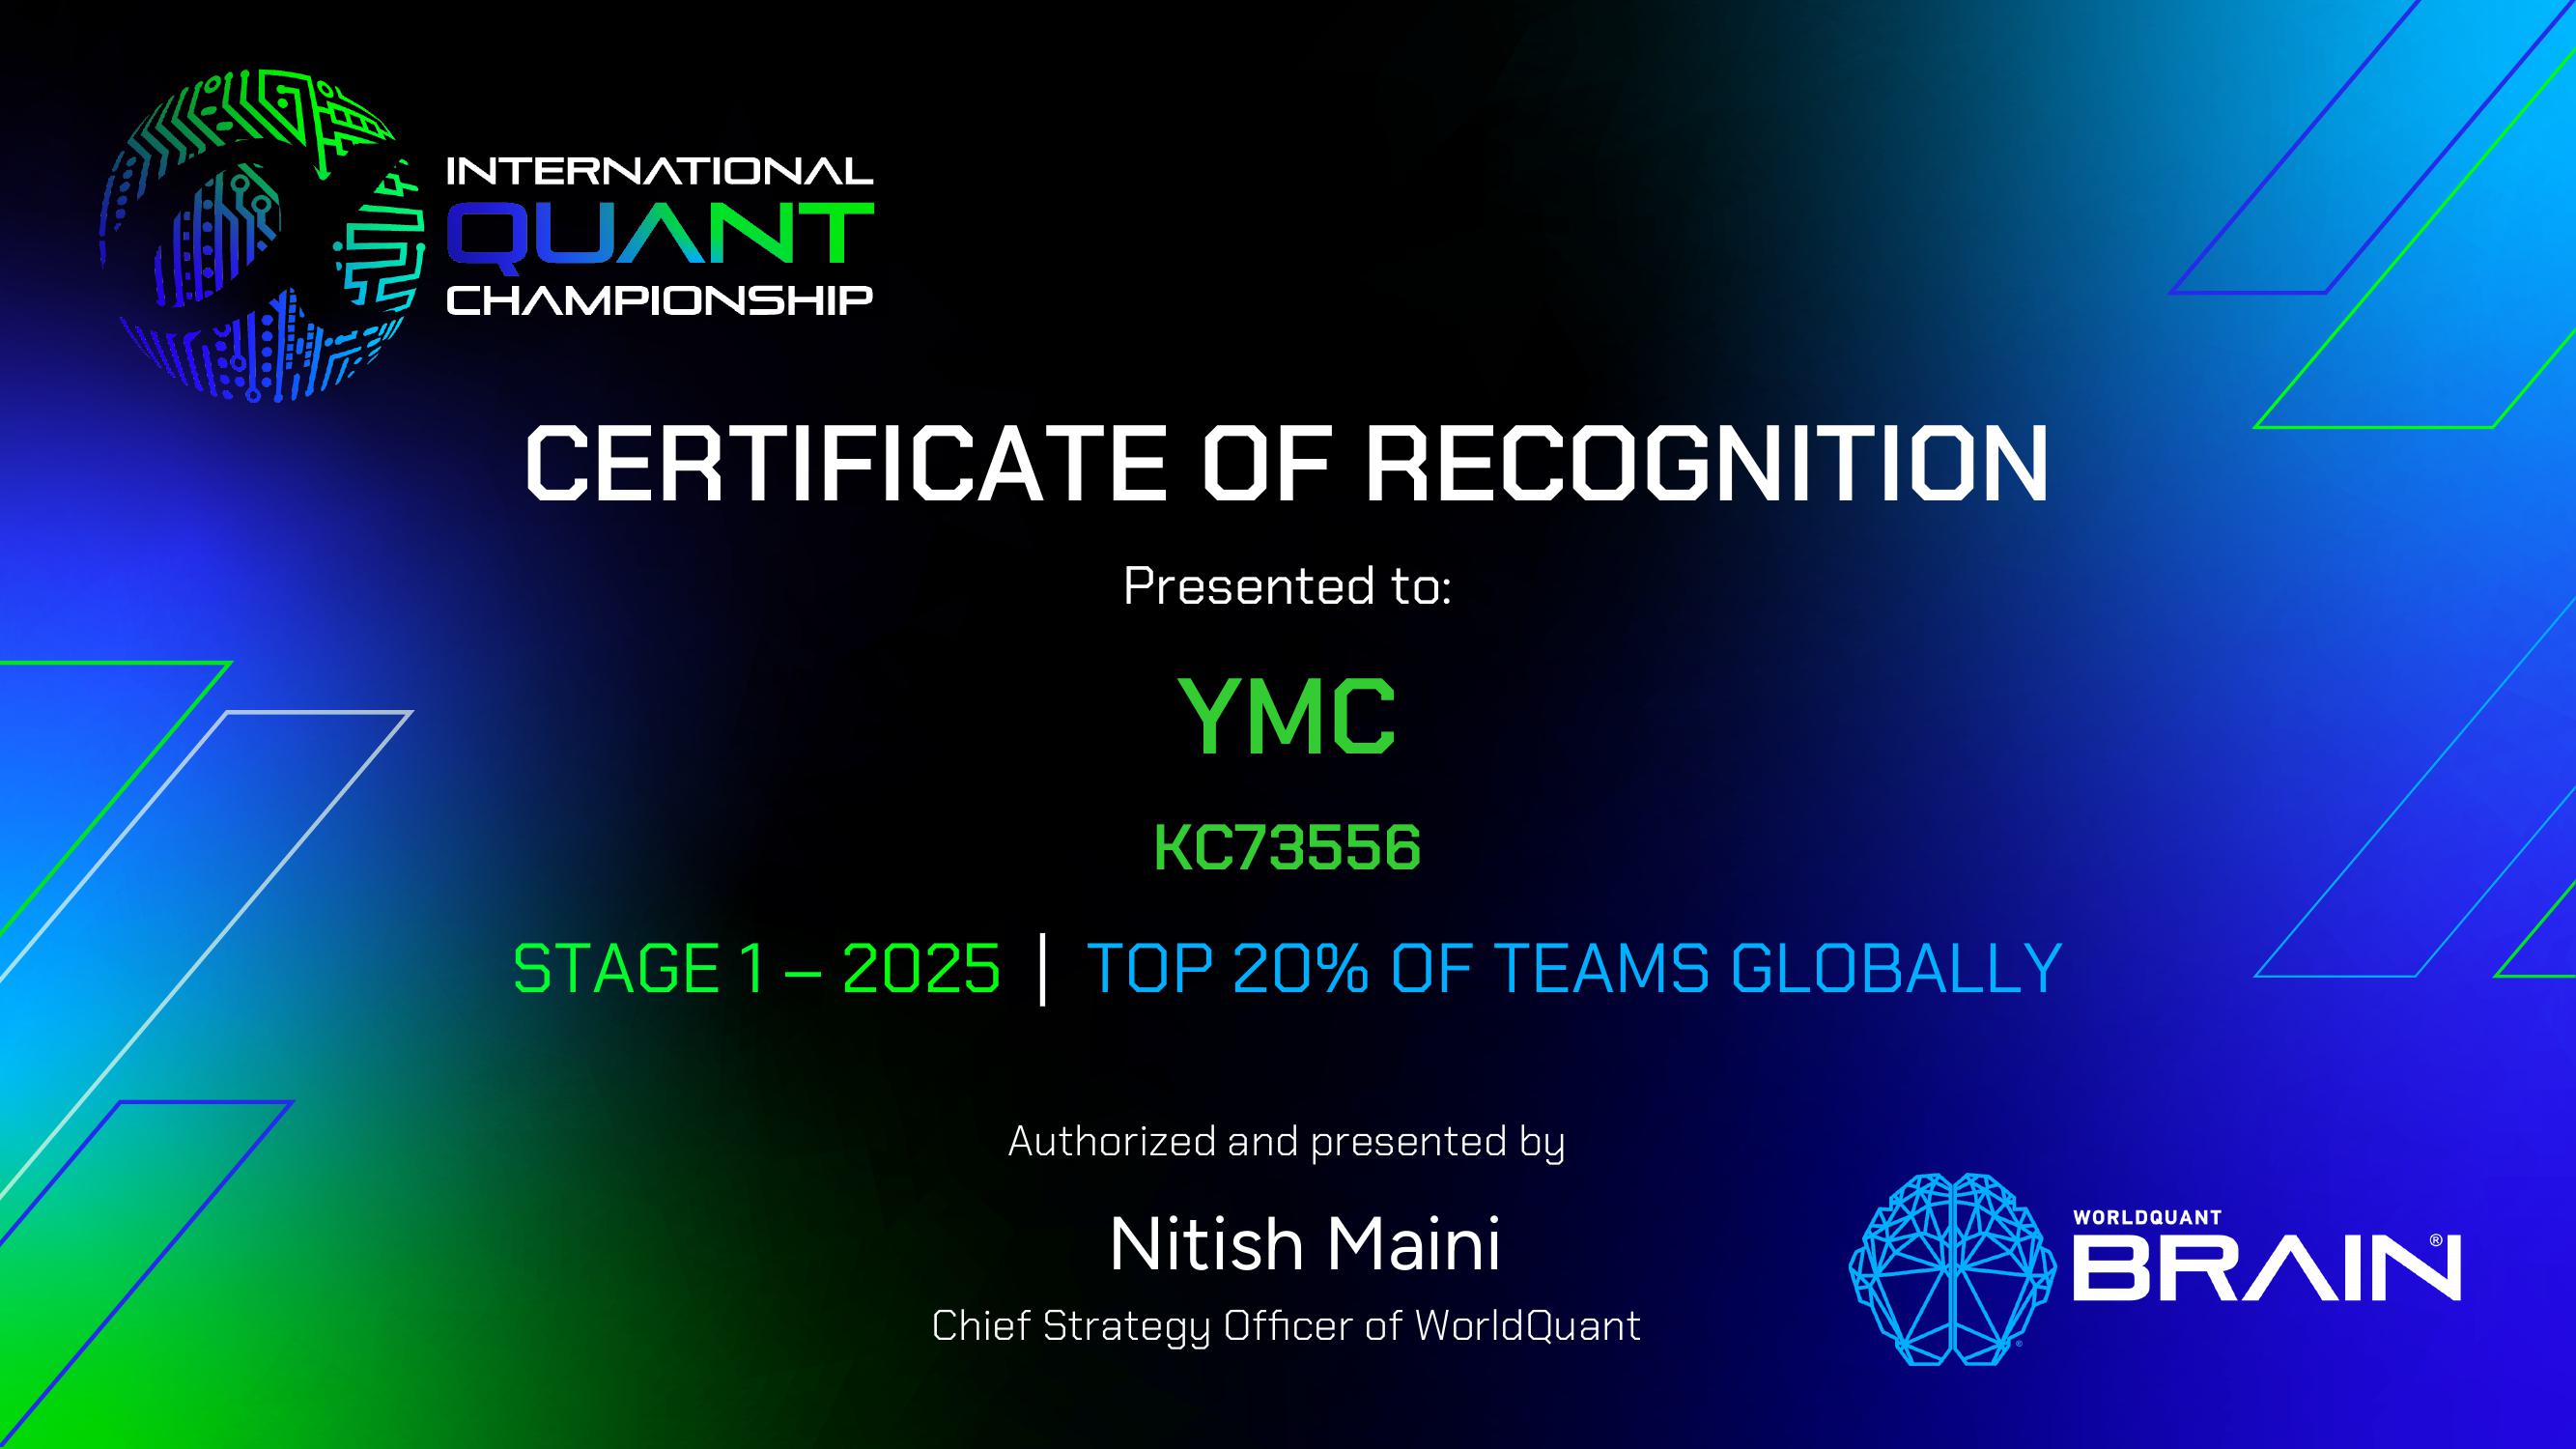 INTERNATIONAL
QUANT
CHAMPIONSHIP
CERTIFICATE OF RECOGNITION
Presented to:
YMC
KC73556
STAGE 1 – 2025 | TOP 20% OF TEAMS GLOBALLY
Authorized and presented by
Nitish Maini
Chief Strategy Officer of WorldQuant
WORLDQUANT
BRAIN®